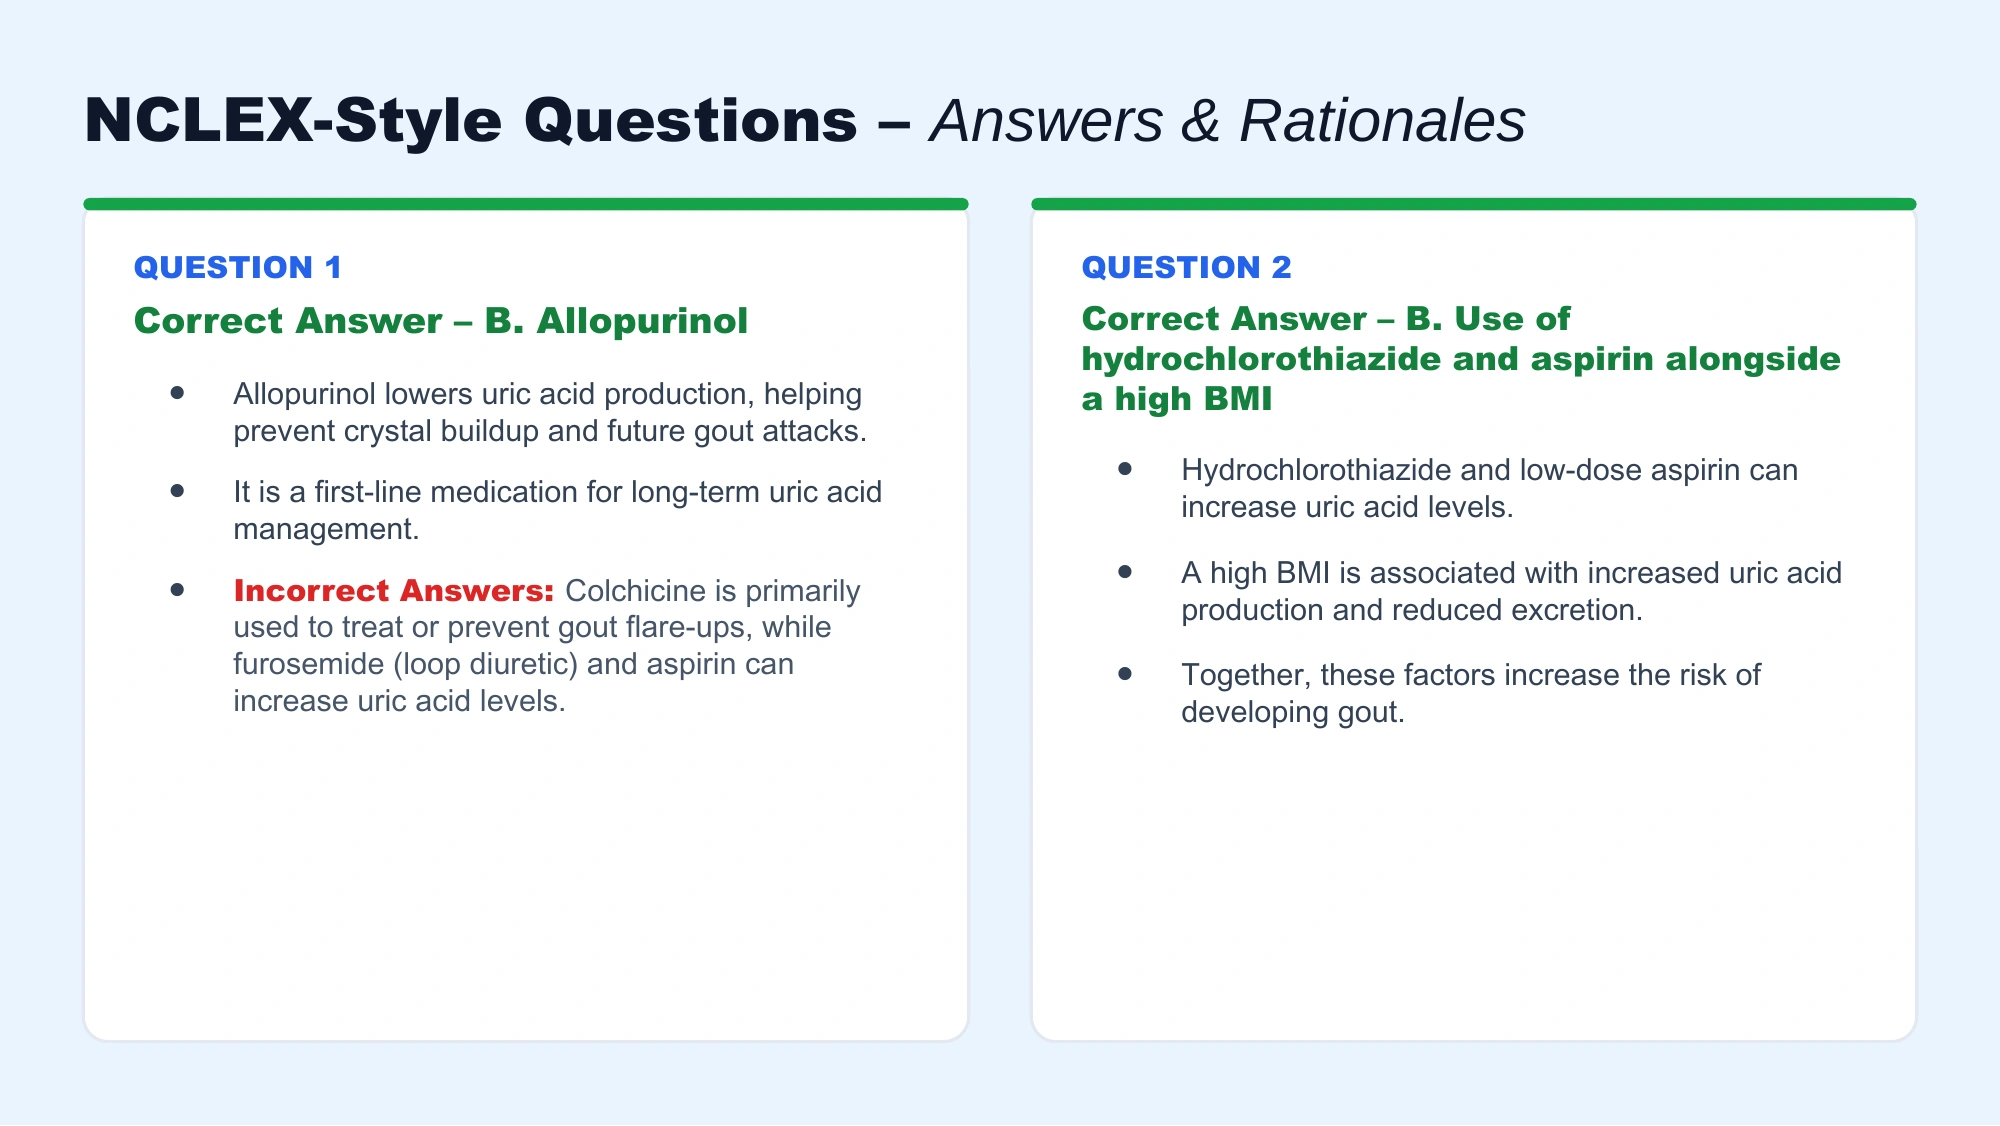 NCLEX-Style Questions – Answers & Rationales
QUESTION 1
Correct Answer – B. Allopurinol
● Allopurinol lowers uric acid production, helping
prevent crystal buildup and future gout attacks.
● It is a first-line medication for long-term uric acid
management.
● Incorrect Answers: Colchicine is primarily
used to treat or prevent gout flare-ups, while
furosemide (loop diuretic) and aspirin can
increase uric acid levels.
QUESTION 2
Correct Answer – B. Use of
hydrochlorothiazide and aspirin alongside
a high BMI
● Hydrochlorothiazide and low-dose aspirin can
increase uric acid levels.
● A high BMI is associated with increased uric acid
production and reduced excretion.
● Together, these factors increase the risk of
developing gout.